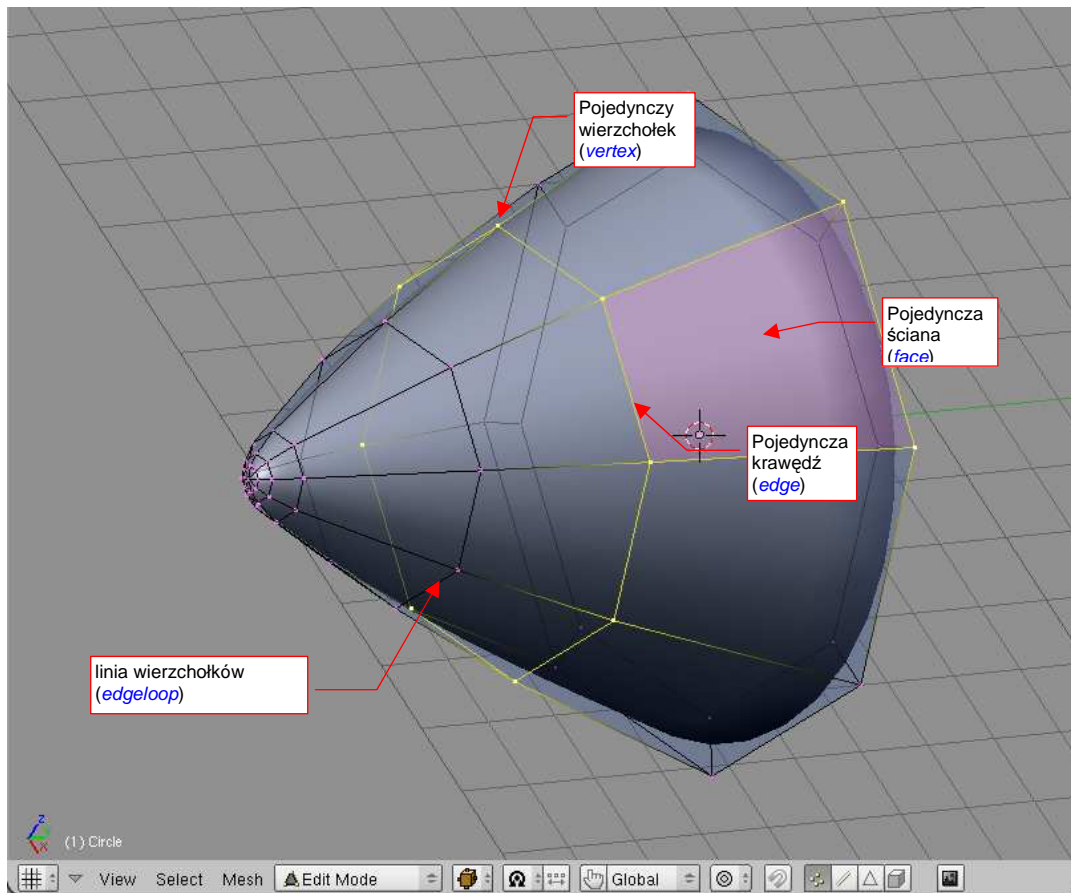 Pojedynczy
wierzchołek
(vertex)
Pojedyncza
ściana
(face)
Pojedyncza
krawędź
(edge)
linia wierzchołków
(edgeloop)
z
y
x
(1) Circle
View Select Mesh Edit Mode Global